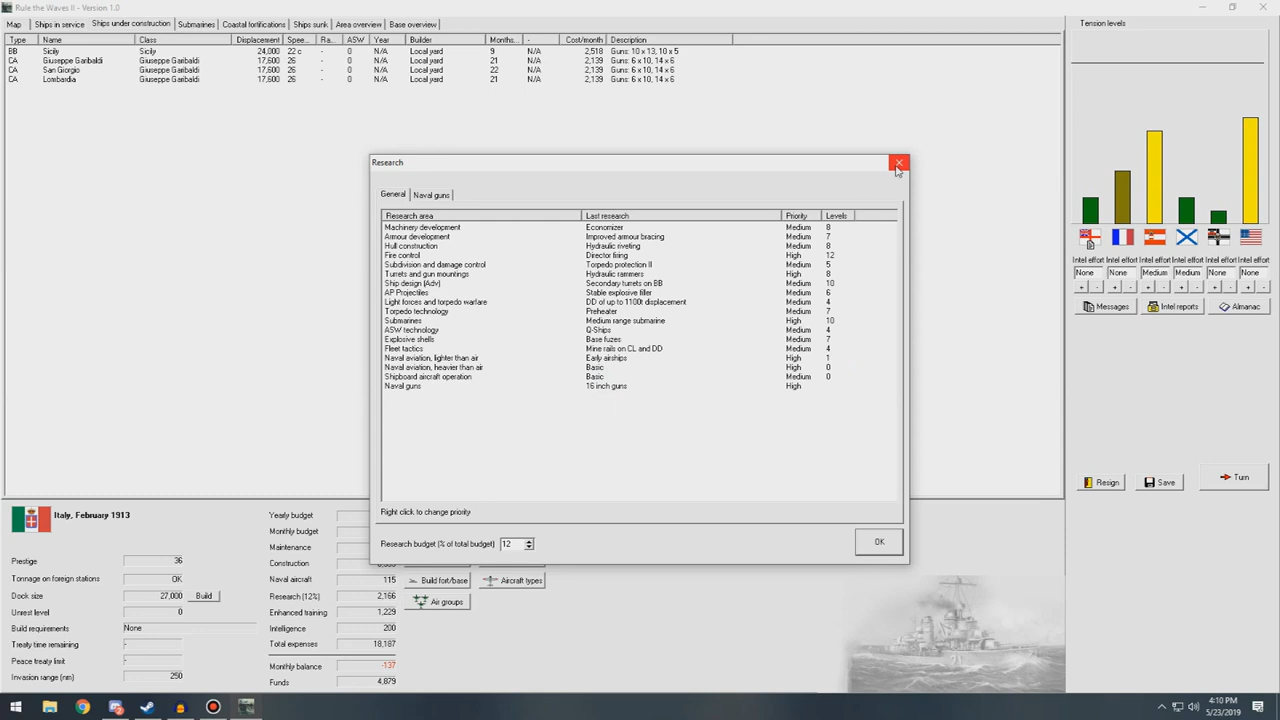 Rule the Waves II - Version 1.0
Map Ships in service Ships under construction Submarines Coastal fortifications Ships sunk Area overview Base overview
Type Name Class Displacement Spee... Ra... ASW Year Builder Months... - Cost/month Description
BB Sicily Sicily 24,000 22 c - 0 N/A Local yard 9 N/A 2,518 Guns: 10 x 13, 10 x 5
CA Giuseppe Garibaldi Giuseppe Garibaldi 17,600 26 - 0 N/A Local yard 21 N/A 2,139 Guns: 6 x 10, 14 x 6
CA San Giorgio Giuseppe Garibaldi 17,600 26 - 0 N/A Local yard 22 N/A 2,139 Guns: 6 x 10, 14 x 6
CA Lombardia Giuseppe Garibaldi 17,600 26 - 0 N/A Local yard 21 N/A 2,139 Guns: 6 x 10, 14 x 6
Tension levels
Intel effort Intel effort Intel effort Intel effort Intel effort Intel effort
None None Medium Medium None None
+ - + - + - + - + - + -
Messages Intel reports Almanac
Resign Save Turn
Research
General Naval guns
Research area Last research Priority Levels
Machinery development Economizer Medium 8
Armour development Improved armour bracing Medium 7
Hull construction Hydraulic riveting Medium 8
Fire control Director firing High 12
Subdivision and damage control Torpedo protection II Medium 5
Turrets and gun mountings Hydraulic rammers High 8
Ship design (Adv) Secondary turrets on BB Medium 10
AP Projectiles Stable explosive filler Medium 6
Light forces and torpedo warfare DD of up to 1100t displacement Medium 4
Torpedo technology Preheater Medium 7
Submarines Medium range submarine High 10
ASW technology Q-Ships Medium 4
Explosive shells Base fuzes Medium 7
Fleet tactics Mine rails on CL and DD Medium 4
Naval aviation, lighter than air Early airships High 1
Naval aviation, heavier than air Basic High 0
Shipboard aircraft operation Basic Medium 0
Naval guns 16 inch guns High
Right click to change priority
Research budget (% of total budget) 12
OK
Italy, February 1913
Prestige 36
Tonnage on foreign stations OK
Dock size 27,000 Build
Unrest level 0
Build requirements None
Treaty time remaining -
Peace treaty limit -
Invasion range (nm) 250
Yearly budget
Monthly budget
Maintenance
Construction
Naval aircraft 115
Research (12%) 2,166
Enhanced training 1,229
Intelligence 200
Total expenses 18,187
Monthly balance -137
Funds 4,879
Build fort/base Aircraft types
Air groups
4:10 PM
5/23/2019